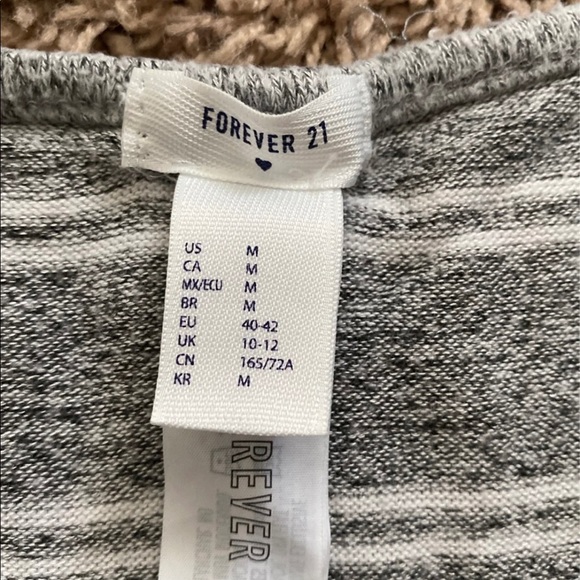 FOREVER 21
US M
CA M
MX/ECU M
BR M
EU 40-42
UK 10-12
CN 165/72A
KR M
REVER